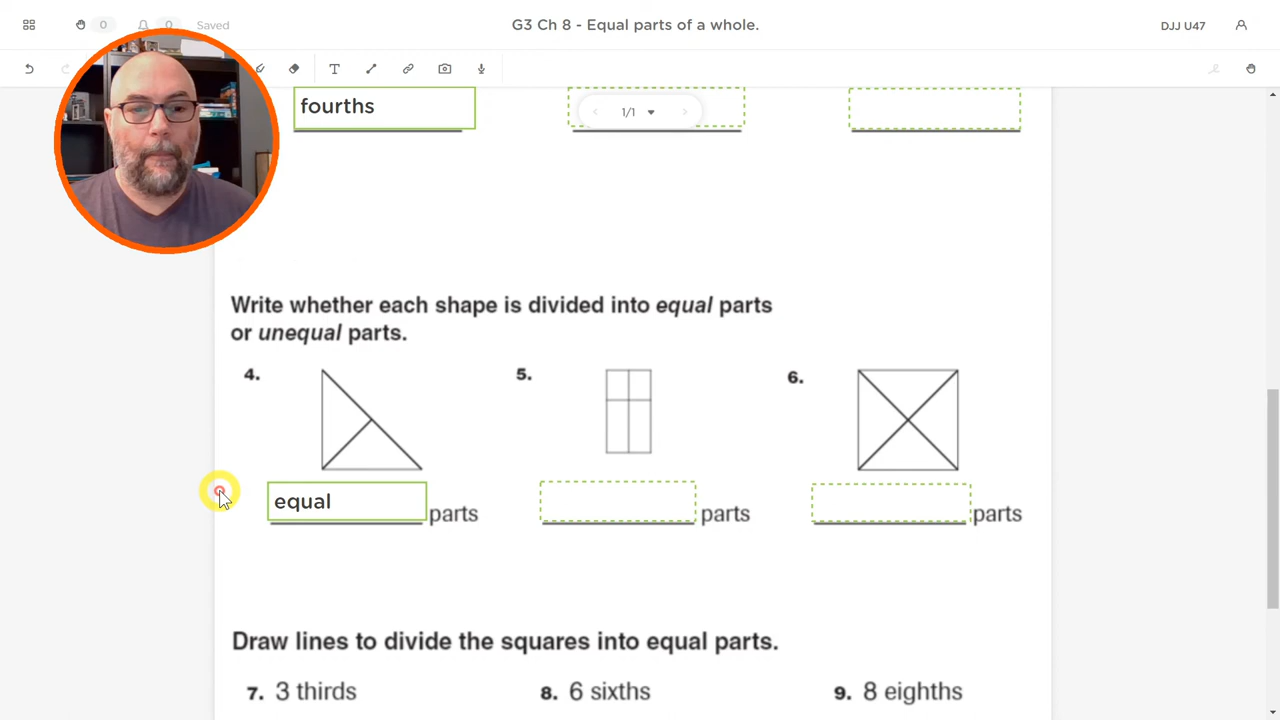 0
0
Saved
G3 Ch 8 - Equal parts of a whole.
DJJ U47
T
fourths
1/1
Write whether each shape is divided into equal parts
or unequal parts.
4.
5.
6.
equal parts
parts
parts
Draw lines to divide the squares into equal parts.
7. 3 thirds
8. 6 sixths
9. 8 eighths